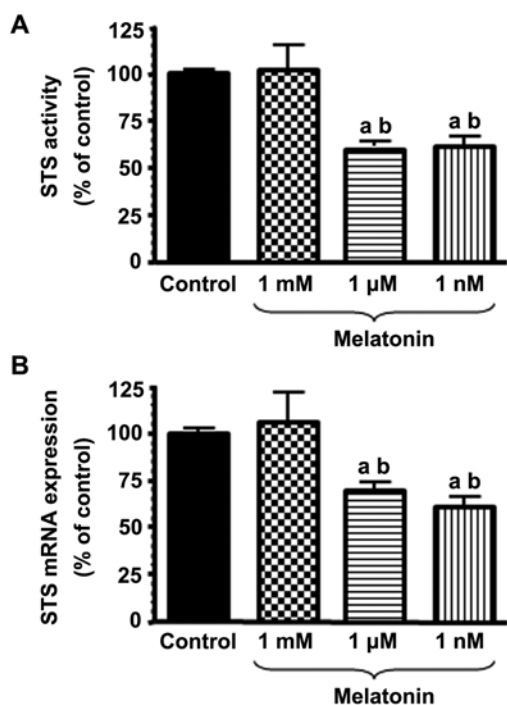 A
STS activity
(% of control)
125
100
75
50
25
0
a b
a b
Control 1 mM 1 µM 1 nM
Melatonin
B
STS mRNA expression
(% of control)
125
100
75
50
25
0
a b
a b
Control 1 mM 1 µM 1 nM
Melatonin